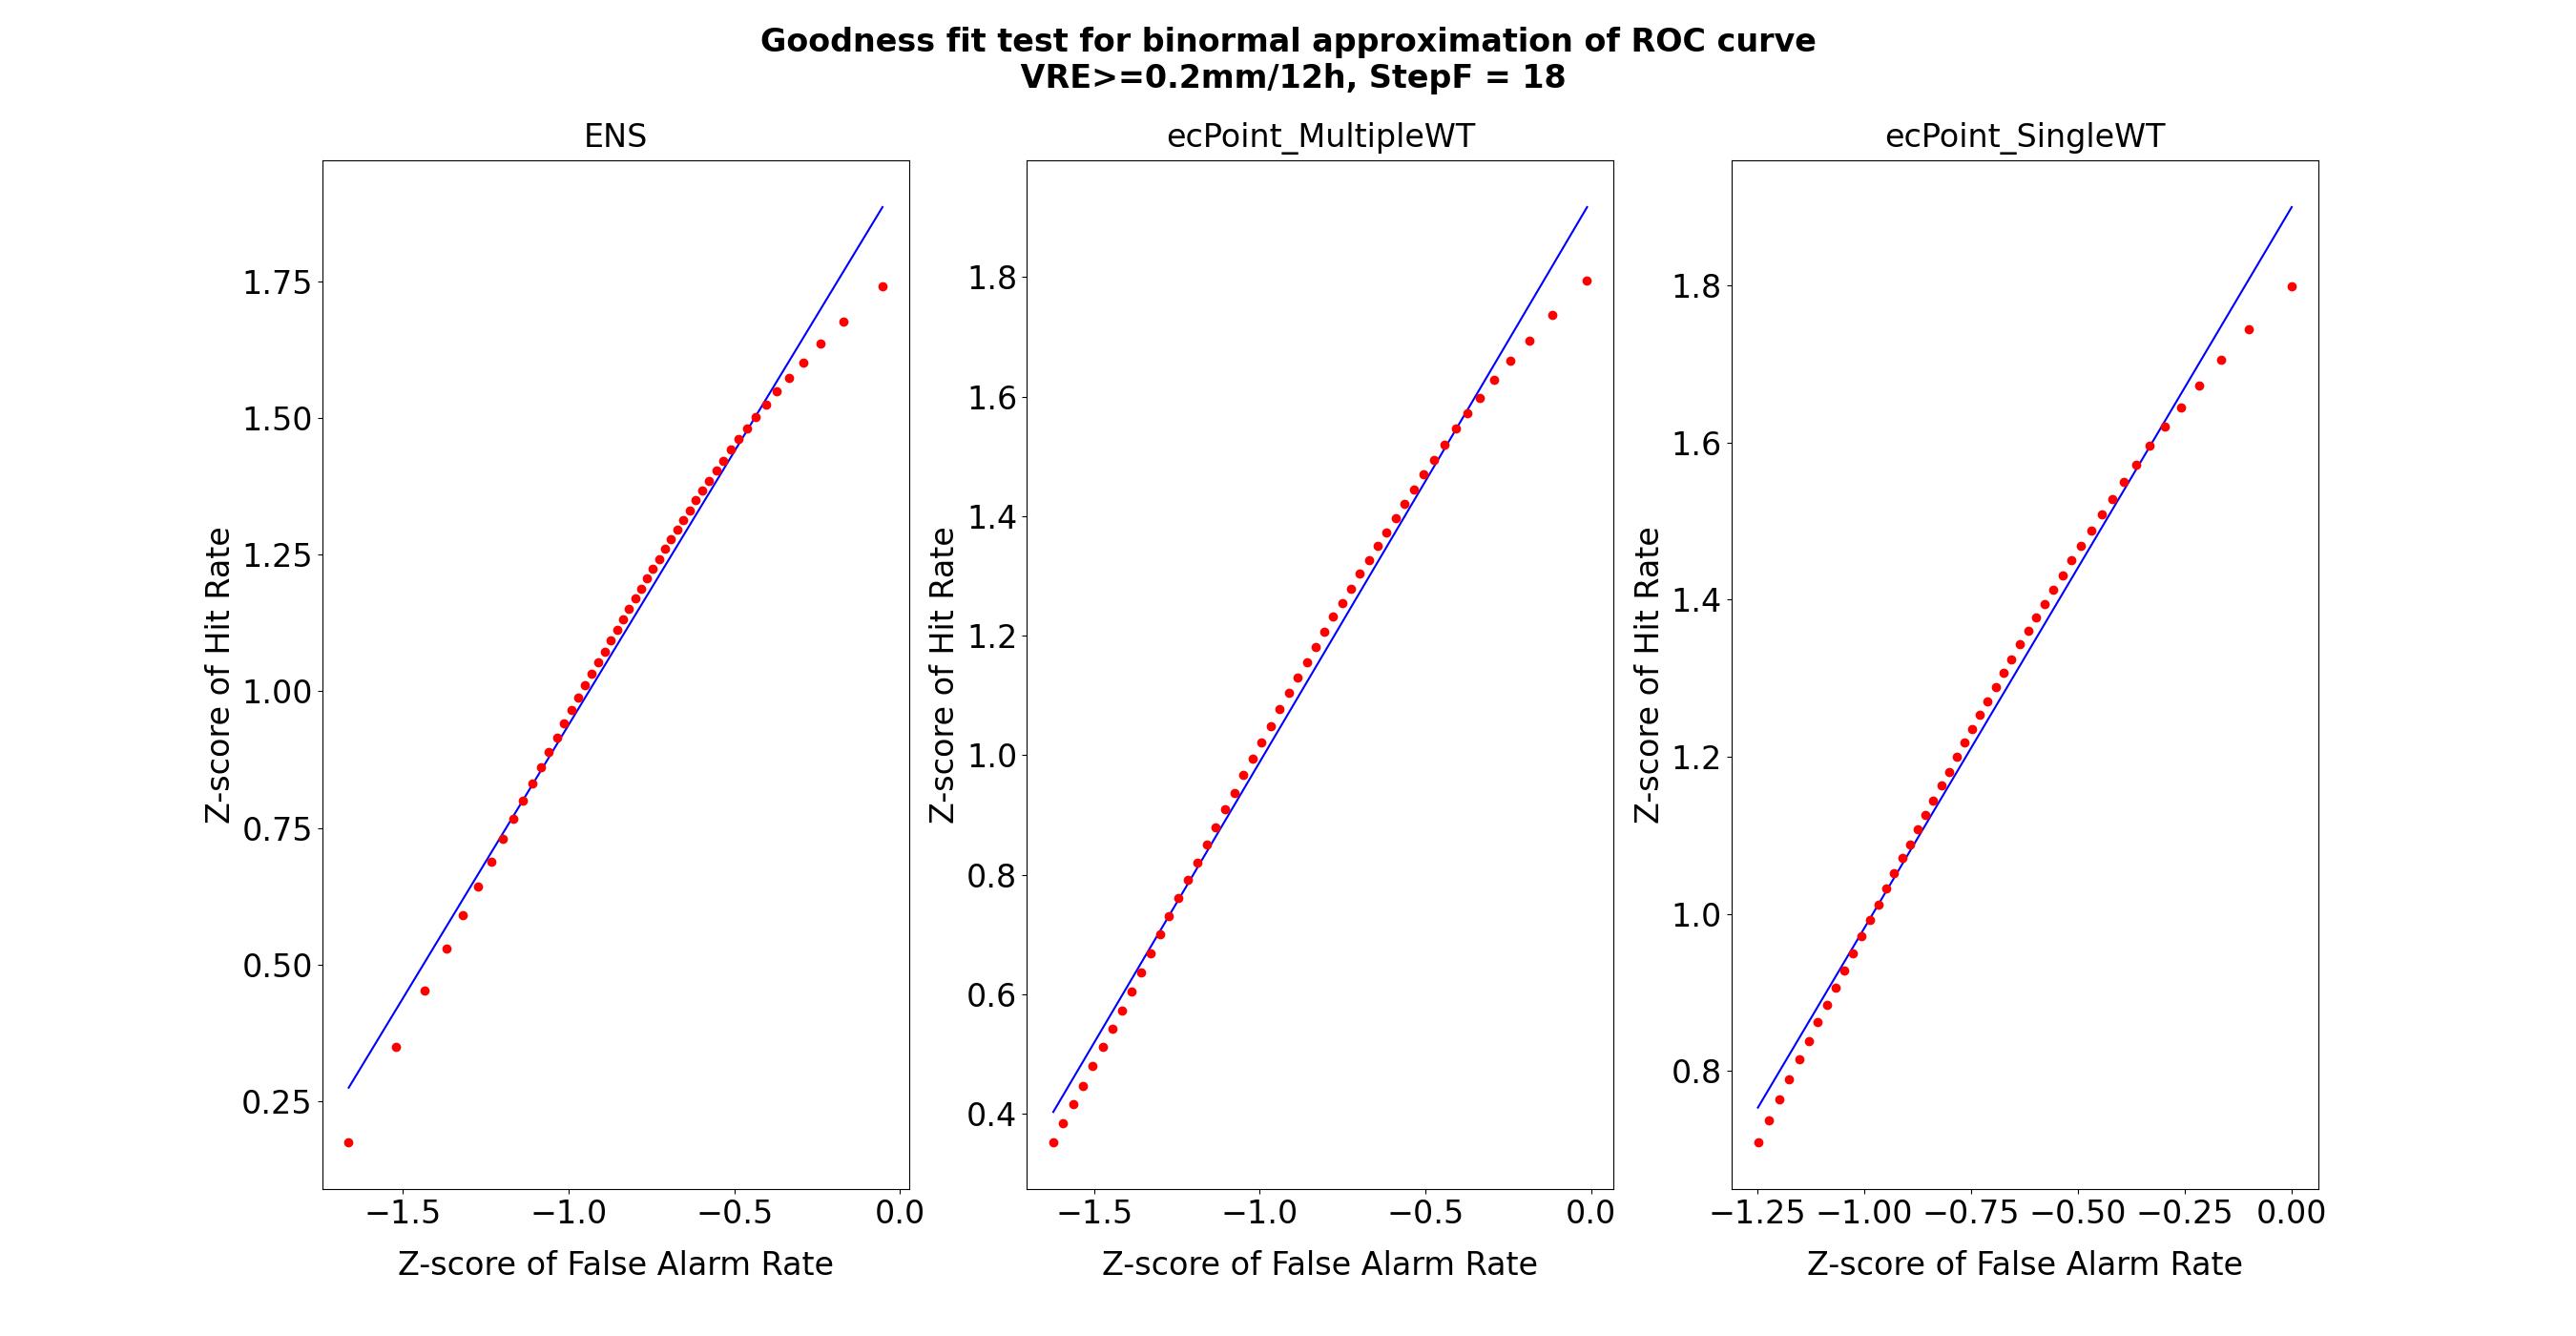 Goodness fit test for binormal approximation of ROC curve
VRE>=0.2mm/12h, StepF = 18
ENS
Z-score of Hit Rate
1.75
1.50
1.25
1.00
0.75
0.50
0.25
−1.5 −1.0 −0.5 0.0
Z-score of False Alarm Rate
ecPoint_MultipleWT
Z-score of Hit Rate
1.8
1.6
1.4
1.2
1.0
0.8
0.6
0.4
−1.5 −1.0 −0.5 0.0
Z-score of False Alarm Rate
ecPoint_SingleWT
Z-score of Hit Rate
1.8
1.6
1.4
1.2
1.0
0.8
−1.25 −1.00 −0.75 −0.50 −0.25 0.00
Z-score of False Alarm Rate